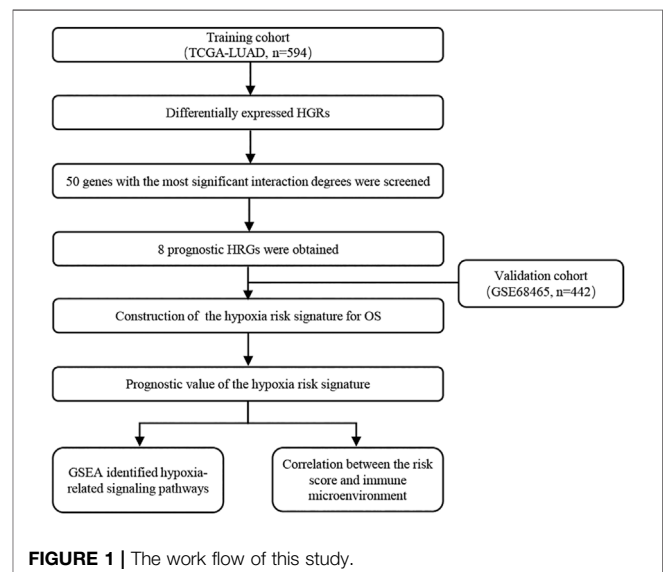 Training cohort
(TCGA-LUAD, n=594)
Differentially expressed HGRs
50 genes with the most significant interaction degrees were screened
8 prognostic HRGs were obtained
Validation cohort
(GSE68465, n=442)
Construction of the hypoxia risk signature for OS
Prognostic value of the hypoxia risk signature
GSEA identified hypoxia-
related signaling pathways
Correlation between the risk
score and immune
microenvironment
FIGURE 1 | The work flow of this study.